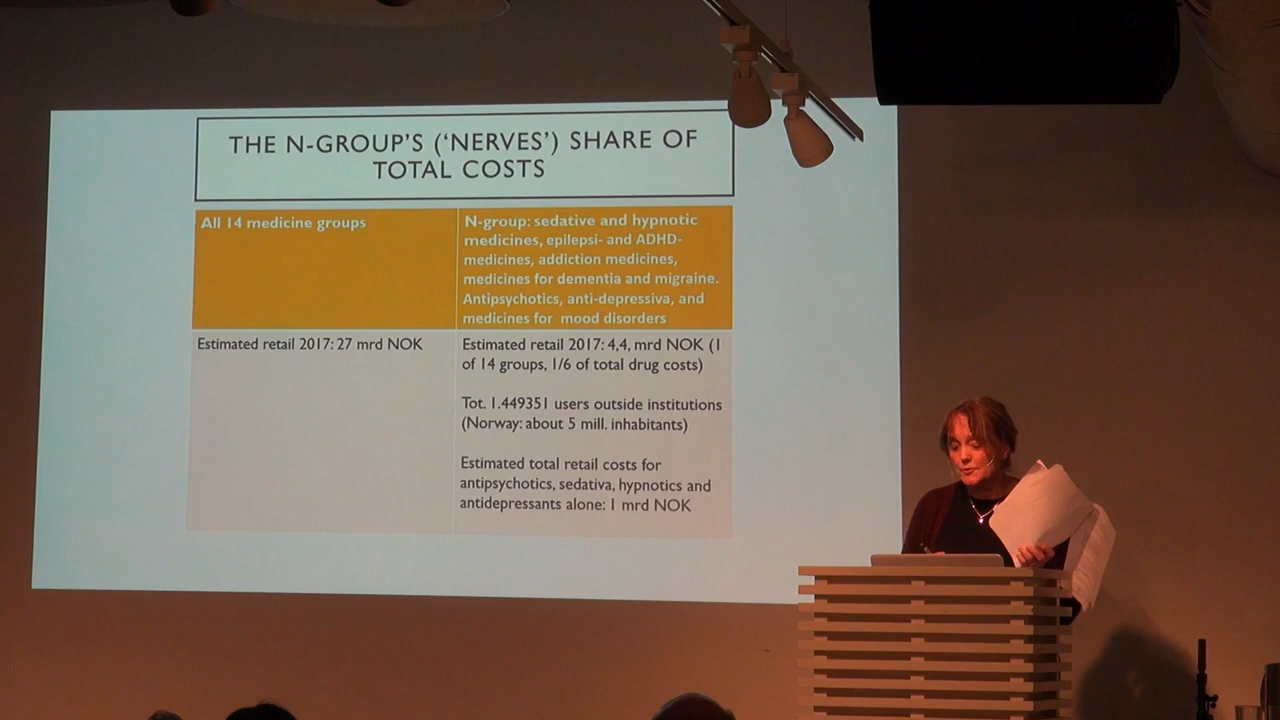 THE N-GROUP'S ('NERVES') SHARE OF
TOTAL COSTS
All 14 medicine groups
N-group: sedative and hypnotic
medicines, epilepsi- and ADHD-
medicines, addiction medicines,
medicines for dementia and migraine.
Antipsychotics, anti-depressiva, and
medicines for mood disorders
Estimated retail 2017: 27 mrd NOK
Estimated retail 2017: 4,4, mrd NOK (1
of 14 groups, 1/6 of total drug costs)
Tot. 1.449351 users outside institutions
(Norway: about 5 mill. inhabitants)
Estimated total retail costs for
antipsychotics, sedativa, hypnotics and
antidepressants alone: 1 mrd NOK